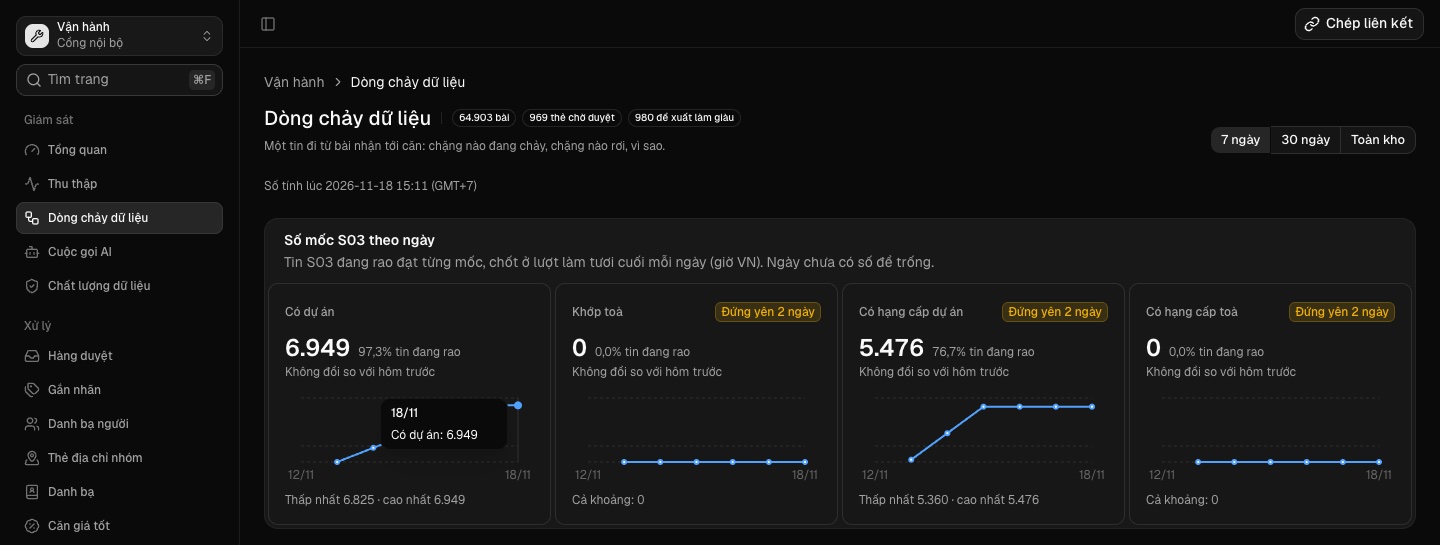 Vận hành
Cổng nội bộ
Tìm trang ⌘F
Giám sát
Tổng quan
Thu thập
Dòng chảy dữ liệu
Cuộc gọi AI
Chất lượng dữ liệu
Xử lý
Hàng duyệt
Gắn nhãn
Danh bạ người
Thẻ địa chỉ nhóm
Danh bạ
Căn giá tốt
Chép liên kết
Vận hành > Dòng chảy dữ liệu
Dòng chảy dữ liệu 64.903 bài 969 thẻ chờ duyệt 980 đề xuất làm giàu
Một tin đi từ bài nhận tới căn: chặng nào đang chảy, chặng nào rơi, vì sao.
7 ngày 30 ngày Toàn kho
Số tính lúc 2026-11-18 15:11 (GMT+7)
Số mốc S03 theo ngày
Tin S03 đang rao đạt từng mốc, chốt ở lượt làm tươi cuối mỗi ngày (giờ VN). Ngày chưa có số để trống.
Có dự án
6.949 97,3% tin đang rao
Không đổi so với hôm trước
18/11
Có dự án: 6.949
12/11 18/11
Thấp nhất 6.825 · cao nhất 6.949
Khớp toà Đứng yên 2 ngày
0 0,0% tin đang rao
Không đổi so với hôm trước
12/11 18/11
Cả khoảng: 0
Có hạng cấp dự án Đứng yên 2 ngày
5.476 76,7% tin đang rao
Không đổi so với hôm trước
12/11 18/11
Thấp nhất 5.360 · cao nhất 5.476
Có hạng cấp toà Đứng yên 2 ngày
0 0,0% tin đang rao
Không đổi so với hôm trước
12/11 18/11
Cả khoảng: 0